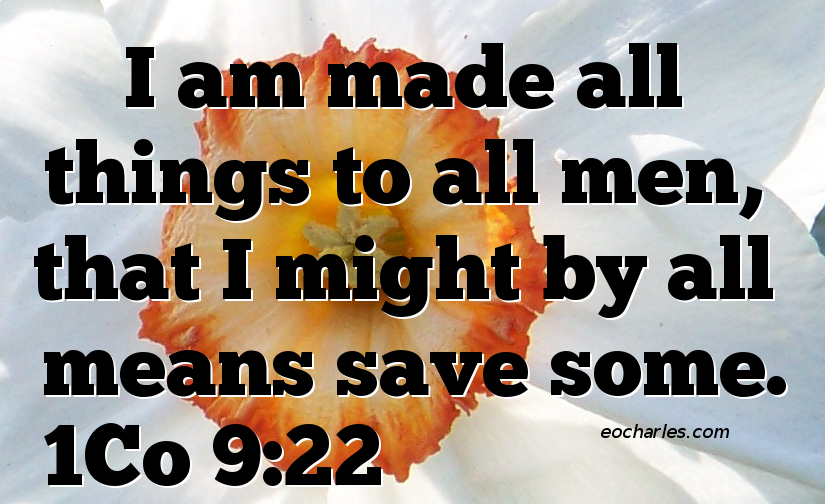 I am made all
things to all men,
that I might by all
means save some.
1Co 9:22
eocharles.com